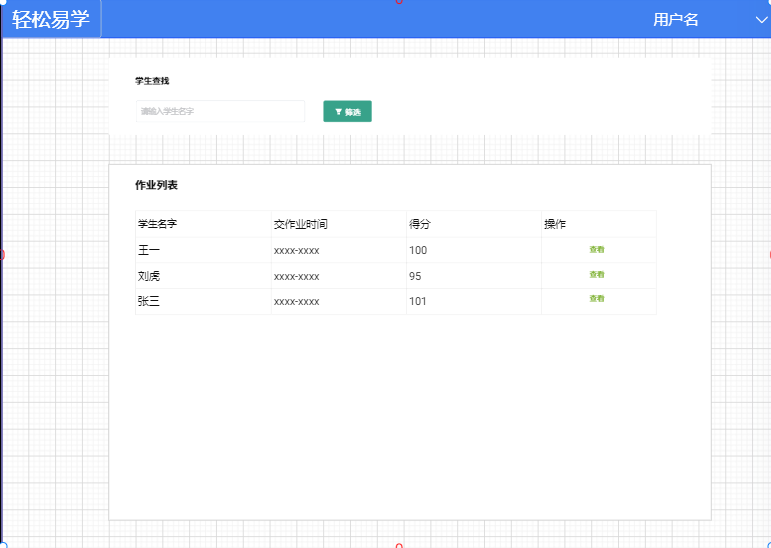 轻松易学 用户名
学生查找
请输入学生名字 筛选
作业列表
学生名字 交作业时间 得分 操作
王一 xxxx-xxxx 100 查看
刘虎 xxxx-xxxx 95 查看
张三 xxxx-xxxx 101 查看